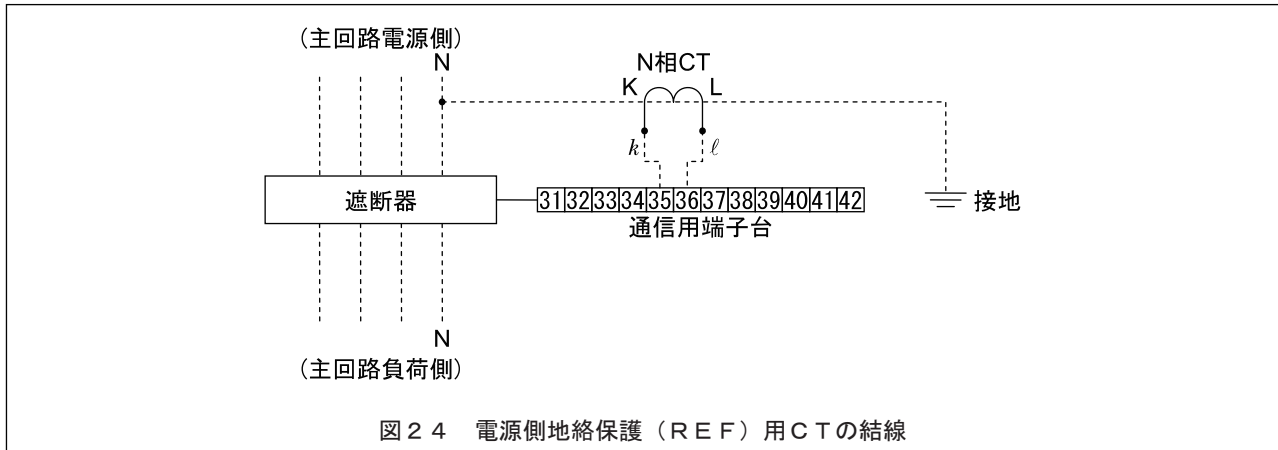 (主回路電源側)
N
N相CT
K
L
k
ℓ
遮断器
31 32 33 34 35 36 37 38 39 40 41 42
通信用端子台
接地
N
(主回路負荷側)
図24 電源側地絡保護(REF)用CTの結線